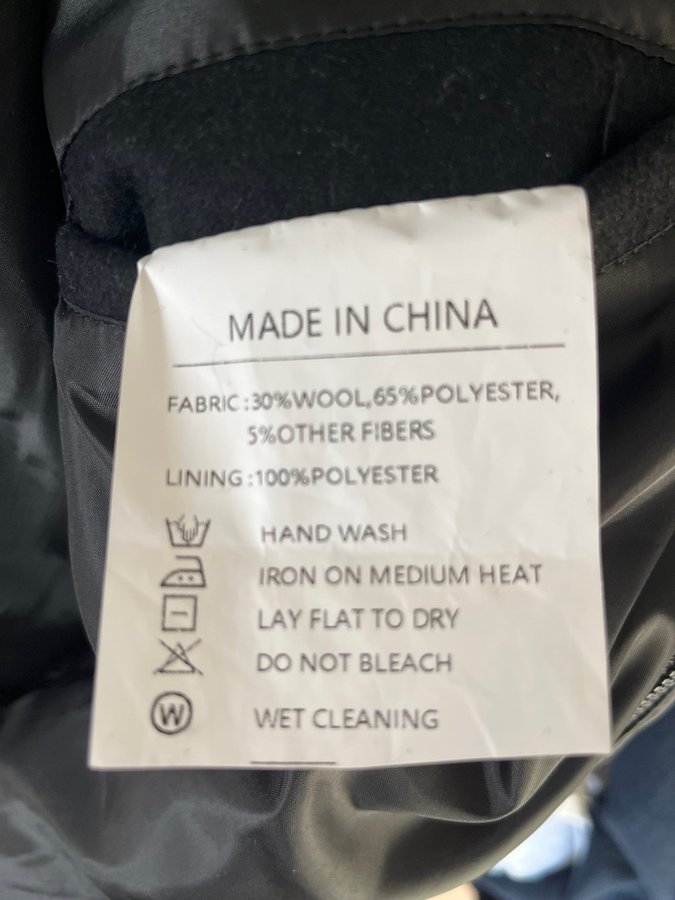 MADE IN CHINA
FABRIC:30%WOOL,65%POLYESTER,
5%OTHER FIBERS
LINING:100%POLYESTER
HAND WASH
IRON ON MEDIUM HEAT
LAY FLAT TO DRY
DO NOT BLEACH
W WET CLEANING